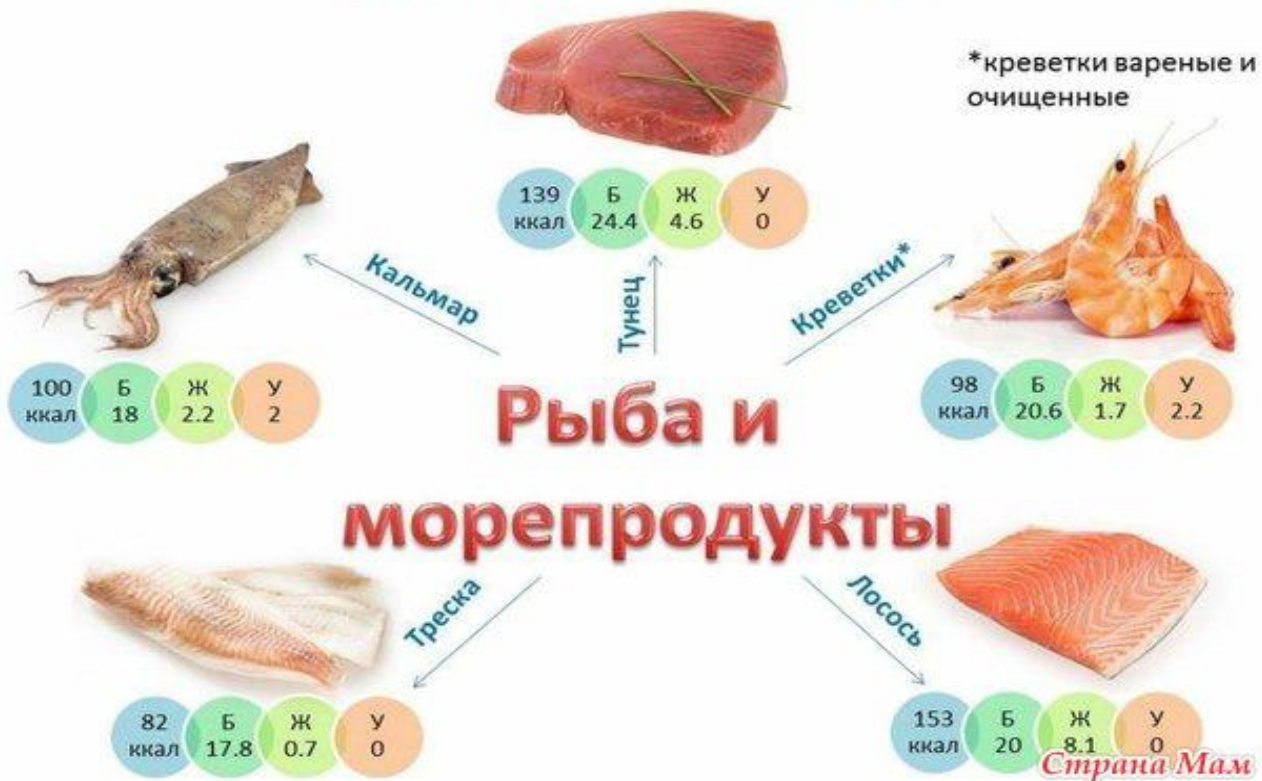 *креветки вареные и
очищенные
139
ккал
Б
24.4
Ж
4.6
У
0
Кальмар
Тунец
Креветки*
100
ккал
Б
18
Ж
2.2
У
2
98
ккал
Б
20.6
Ж
1.7
У
2.2
Рыба и
морепродукты
Треска
Лосось
82
ккал
Б
17.8
Ж
0.7
У
0
153
ккал
Б
20
Ж
8.1
У
0
Страна Мам